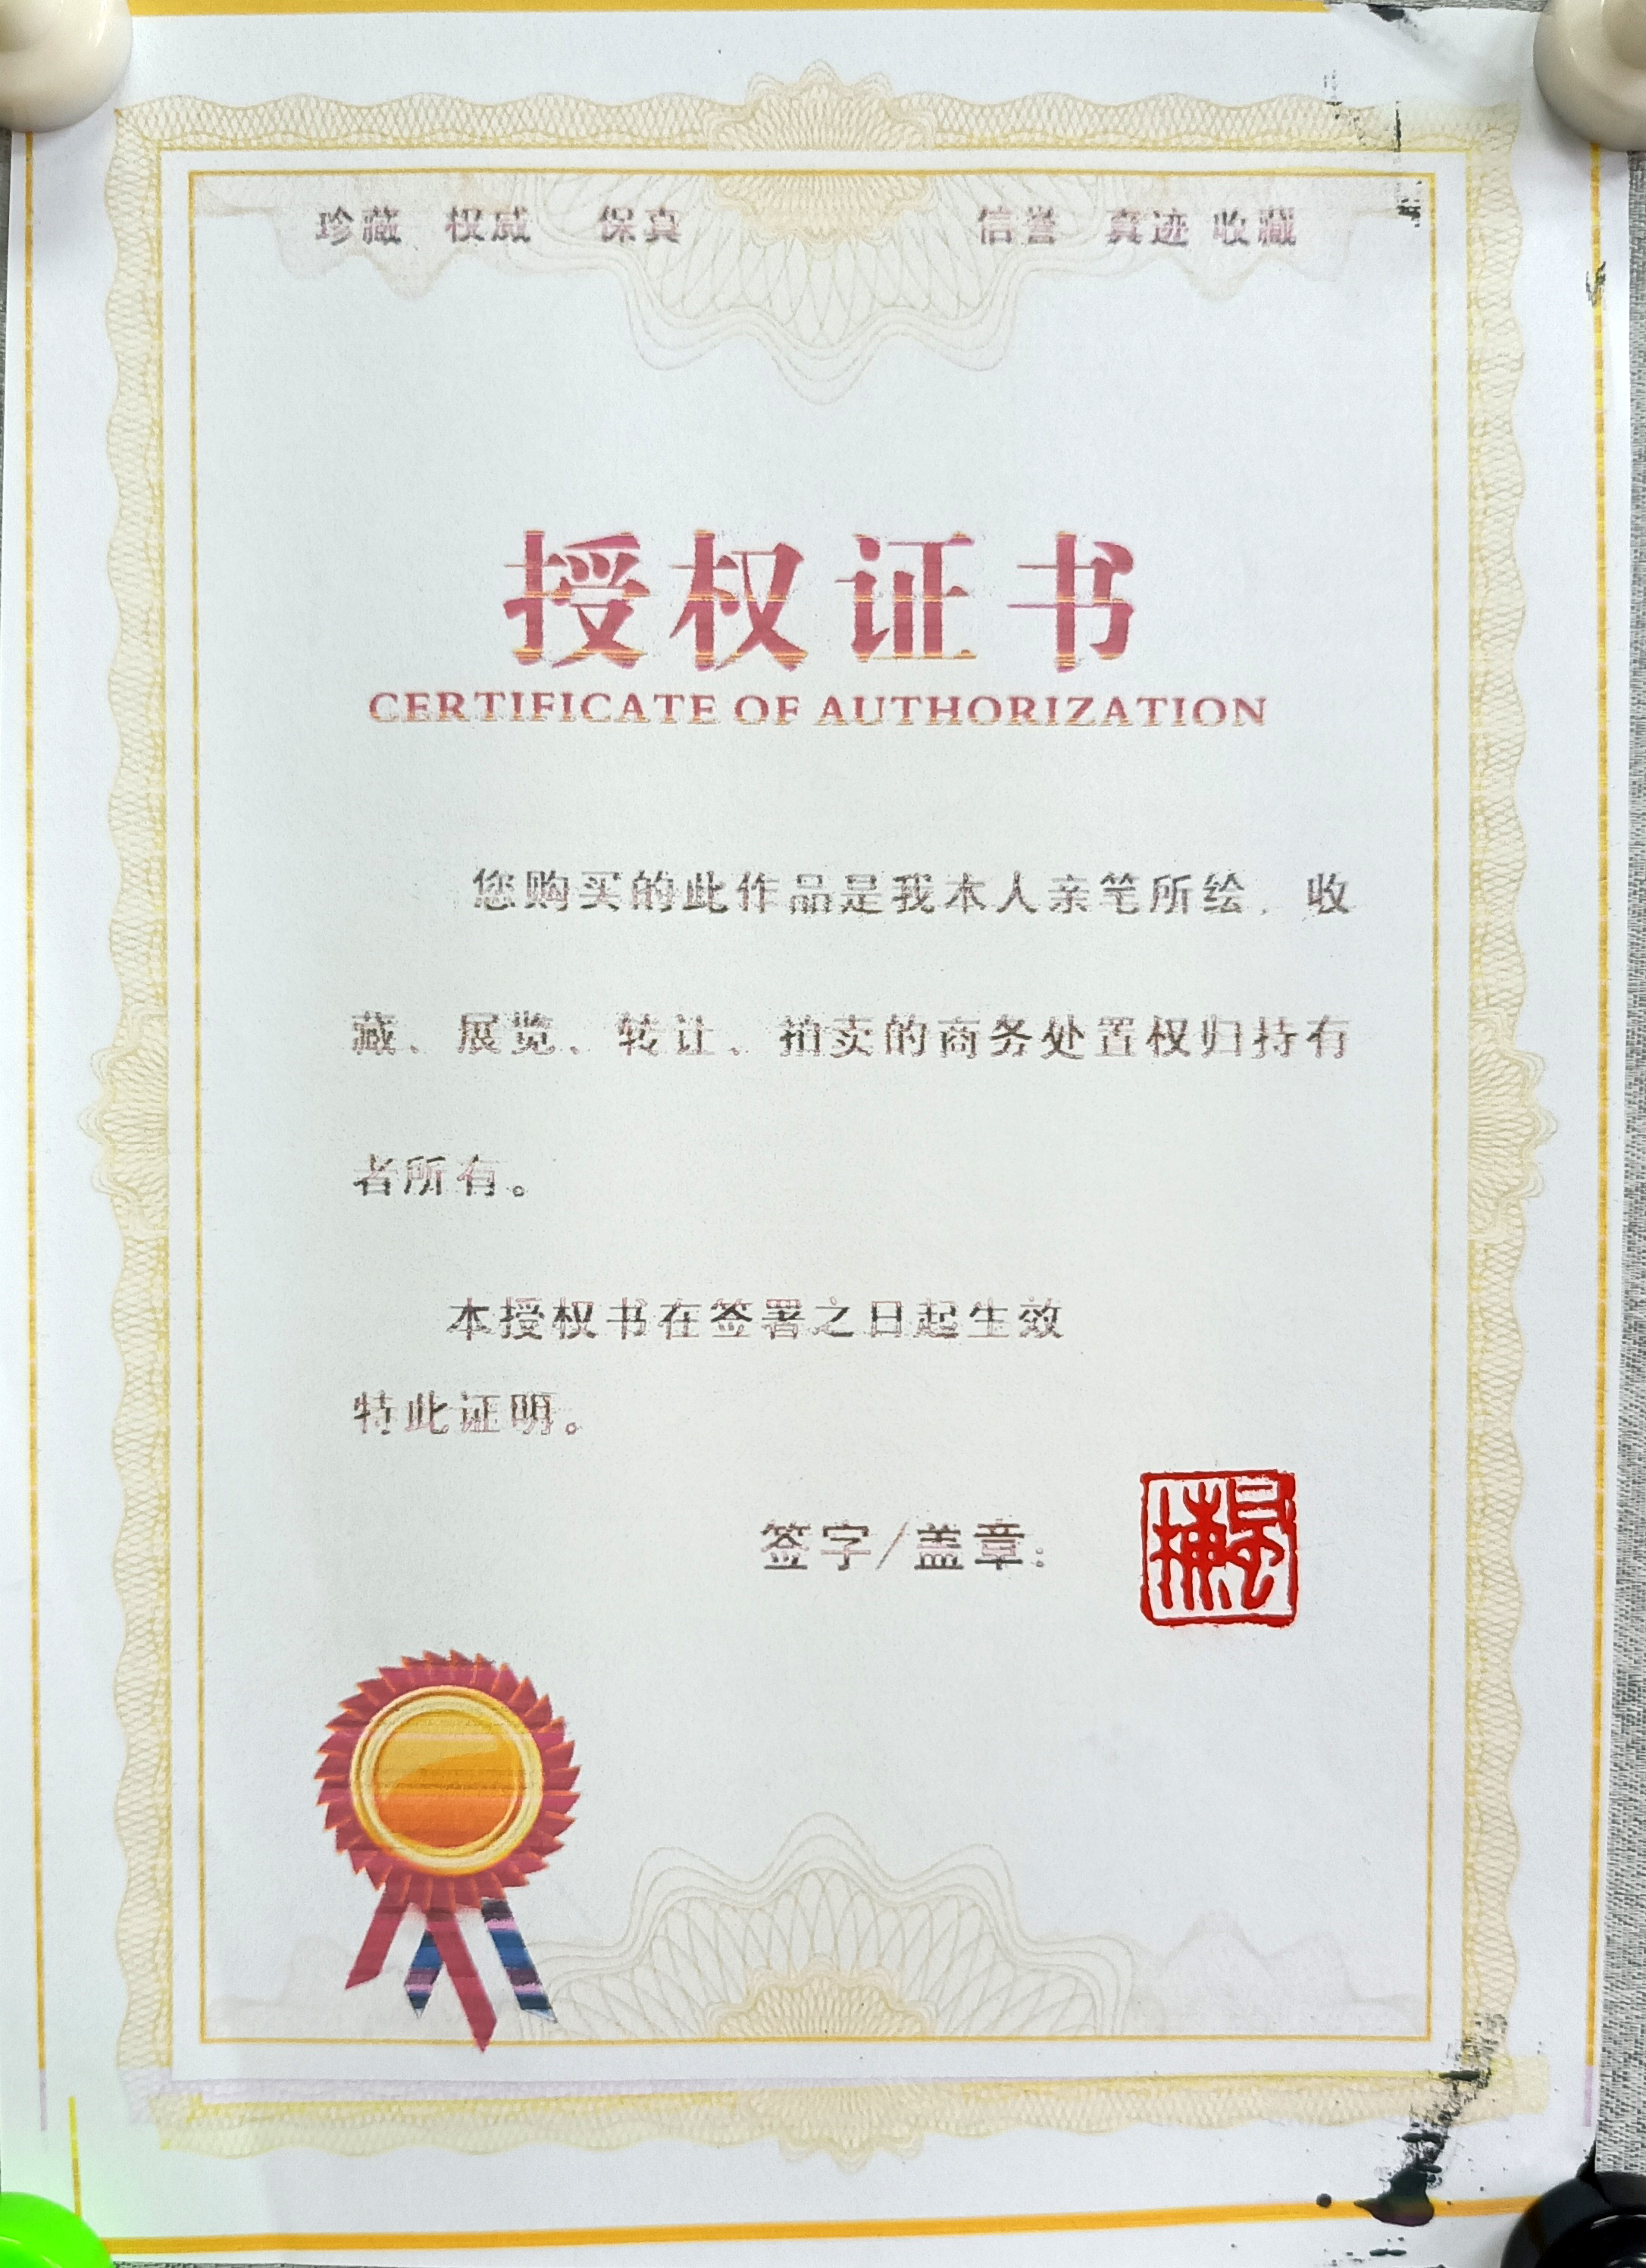 珍藏 权威 保真 信誉 真迹 收藏
授权证书
CERTIFICATE OF AUTHORIZATION
您购买的此作品是我本人亲笔所绘，收
藏、展览、转让、拍卖的商务处置权归持有
者所有。
本授权书在签署之日起生效
特此证明。
签字/盖章：